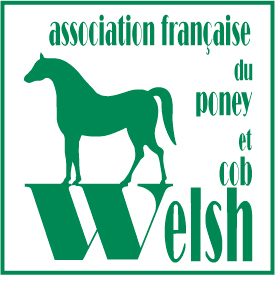 association française
du
poney
et
cob
Welsh